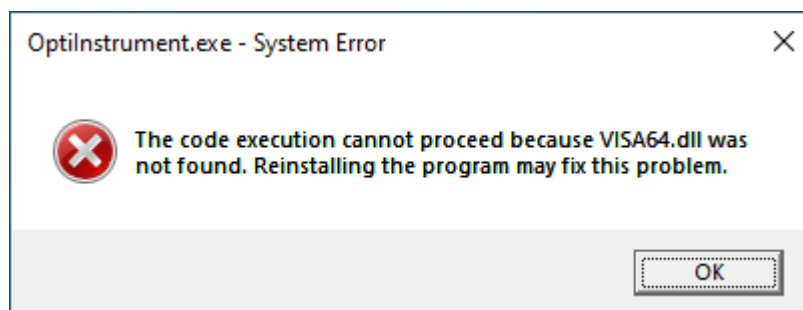 OptiInstrument.exe - System Error
The code execution cannot proceed because VISA64.dll was
not found. Reinstalling the program may fix this problem.
OK